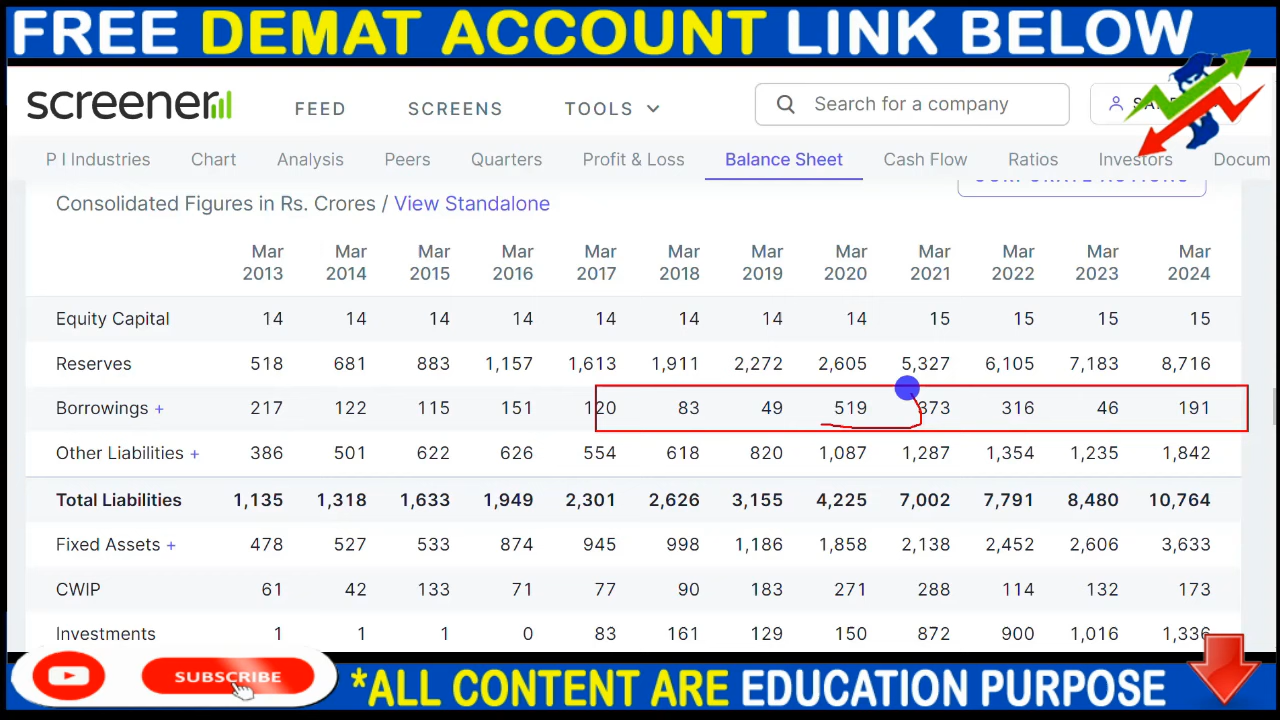 FREE DEMAT ACCOUNT LINK BELOW
screener FEED SCREENS TOOLS Search for a company
P I Industries Chart Analysis Peers Quarters Profit & Loss Balance Sheet Cash Flow Ratios Investors Docum
Consolidated Figures in Rs. Crores / View Standalone
Mar 2013 Mar 2014 Mar 2015 Mar 2016 Mar 2017 Mar 2018 Mar 2019 Mar 2020 Mar 2021 Mar 2022 Mar 2023 Mar 2024
Equity Capital 14 14 14 14 14 14 14 14 15 15 15 15
Reserves 518 681 883 1,157 1,613 1,911 2,272 2,605 5,327 6,105 7,183 8,716
Borrowings + 217 122 115 151 120 83 49 519 373 316 46 191
Other Liabilities + 386 501 622 626 554 618 820 1,087 1,287 1,354 1,235 1,842
Total Liabilities 1,135 1,318 1,633 1,949 2,301 2,626 3,155 4,225 7,002 7,791 8,480 10,764
Fixed Assets + 478 527 533 874 945 998 1,186 1,858 2,138 2,452 2,606 3,633
CWIP 61 42 133 71 77 90 183 271 288 114 132 173
Investments 1 1 1 0 83 161 129 150 872 900 1,016 1,336
SUBSCRIBE *ALL CONTENT ARE EDUCATION PURPOSE